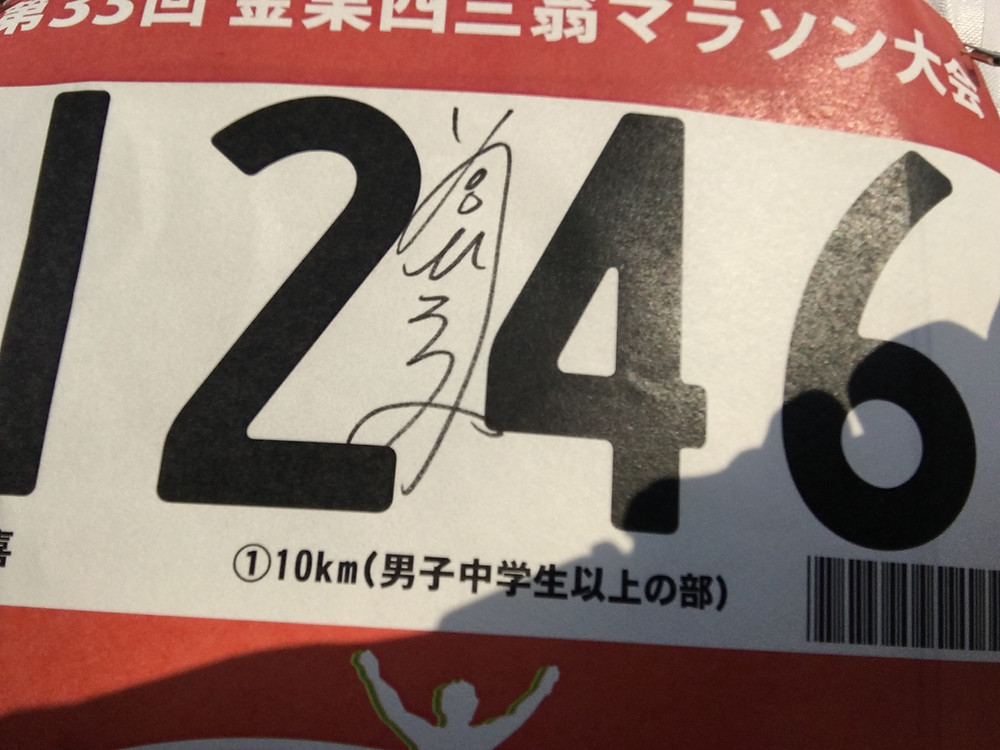 第33回 金栗四三翁マラソン大会
1246
喜
①10km(男子中学生以上の部)